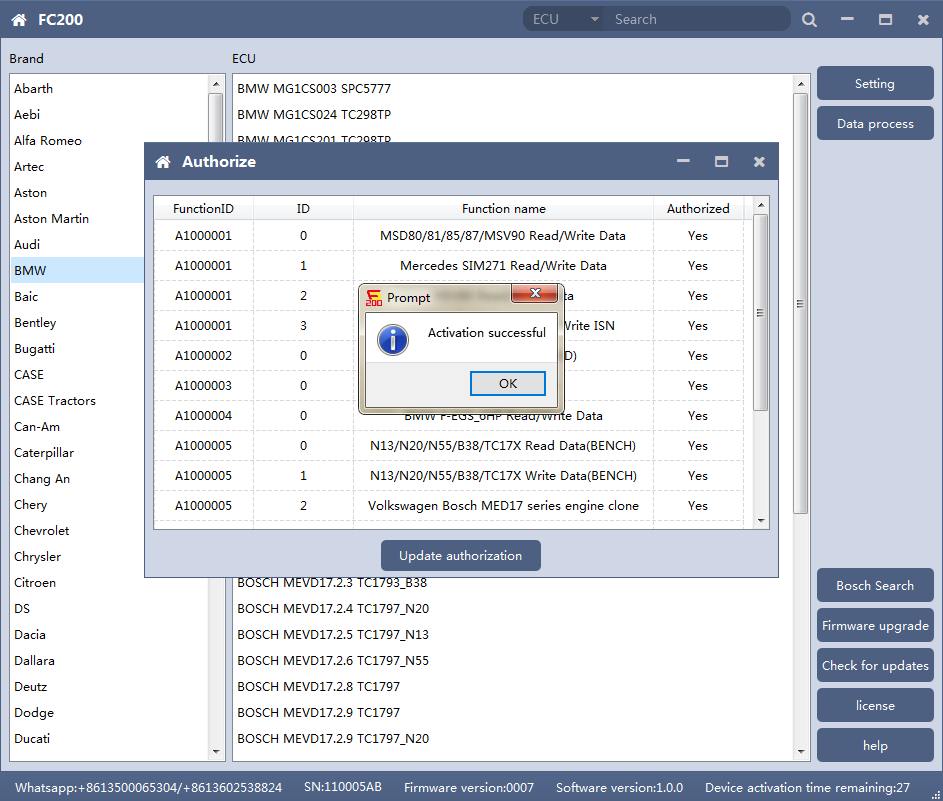 FC200
ECU Search
Brand
ECU
Abarth
Aebi
Alfa Romeo
Artec
Aston
Aston Martin
Audi
BMW
Baic
Bentley
Bugatti
CASE
CASE Tractors
Can-Am
Caterpillar
Chang An
Chery
Chevrolet
Chrysler
Citroen
DS
Dacia
Dallara
Deutz
Dodge
Ducati
BMW MG1CS003 SPC5777
BMW MG1CS024 TC298TP
BMW MG1CS201 TC298TP
Setting
Data process
Authorize
FunctionID ID Function name Authorized
A1000001 0 MSD80/81/85/87/MSV90 Read/Write Data Yes
A1000001 1 Mercedes SIM271 Read/Write Data Yes
A1000001 2 Yes
A1000001 3 Write ISN Yes
A1000002 0 Yes
A1000003 0 Yes
A1000004 0 BMW F-EGS_6HP Read/Write Data Yes
A1000005 0 N13/N20/N55/B38/TC17X Read Data(BENCH) Yes
A1000005 1 N13/N20/N55/B38/TC17X Write Data(BENCH) Yes
A1000005 2 Volkswagen Bosch MED17 series engine clone Yes
Update authorization
200 Prompt
Activation successful
OK
BOSCH MEVD17.2.3 TC1793_B38
BOSCH MEVD17.2.4 TC1797_N20
BOSCH MEVD17.2.5 TC1797_N13
BOSCH MEVD17.2.6 TC1797_N55
BOSCH MEVD17.2.8 TC1797
BOSCH MEVD17.2.9 TC1797
BOSCH MEVD17.2.9 TC1797_N20
Bosch Search
Firmware upgrade
Check for updates
license
help
Whatsapp:+8613500065304/+8613602538824 SN:110005AB Firmware version:0007 Software version:1.0.0 Device activation time remaining:27